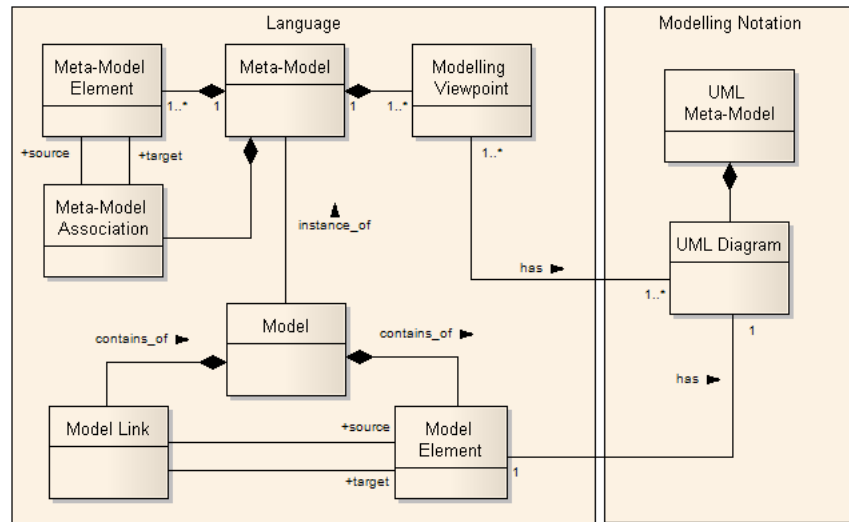 Language
Modelling Notation
Meta-Model
Element
Meta-Model
Modelling
Viewpoint
UML
Meta-Model
1..*
1
1
1..*
+source
+target
1..*
Meta-Model
Association
instance_of
UML Diagram
has ►
1..*
1
contains_of ►
Model
contains_of ►
has ►
Model Link
+source
Model
Element
1
+target